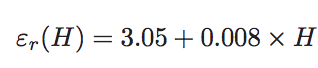 εᵣ(H) = 3.05 + 0.008 × H